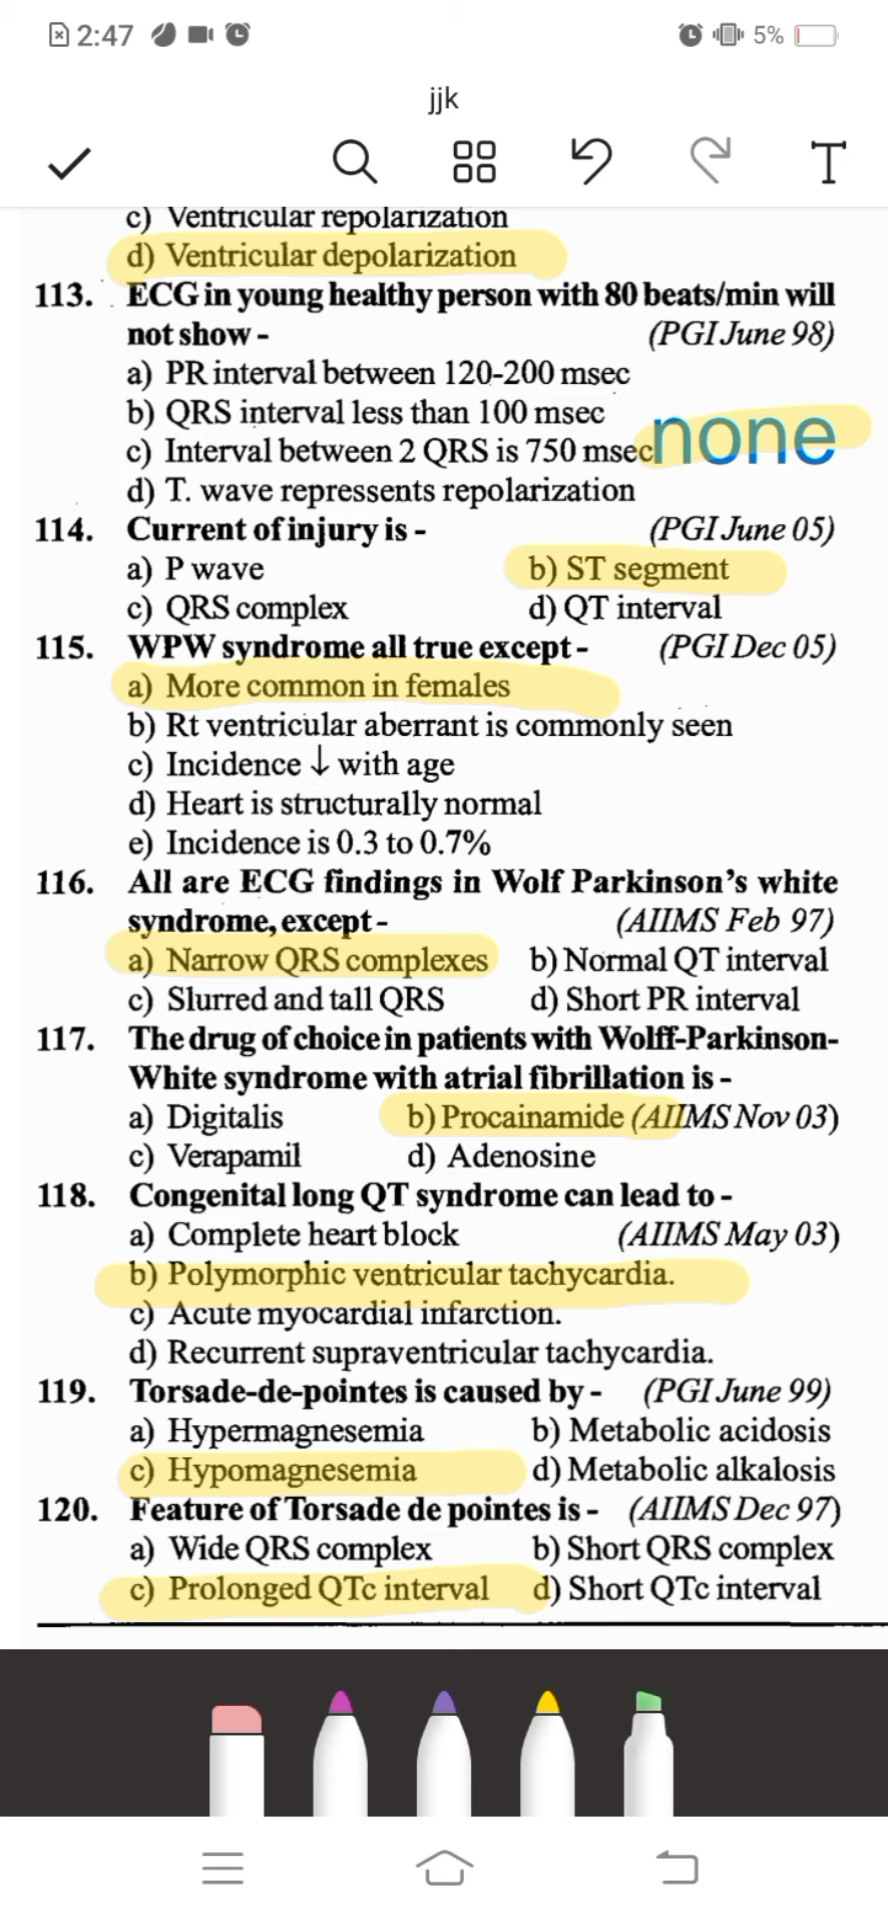 2:47
5%
jjk
T
c) Ventricular repolarization
d) Ventricular depolarization
113. ECG in young healthy person with 80 beats/min will
not show - (PGI June 98)
a) PR interval between 120-200 msec
b) QRS interval less than 100 msec
c) Interval between 2 QRS is 750 msec none
d) T. wave repressents repolarization
114. Current of injury is - (PGI June 05)
a) P wave b) ST segment
c) QRS complex d) QT interval
115. WPW syndrome all true except - (PGI Dec 05)
a) More common in females
b) Rt ventricular aberrant is commonly seen
c) Incidence ↓ with age
d) Heart is structurally normal
e) Incidence is 0.3 to 0.7%
116. All are ECG findings in Wolf Parkinson's white
syndrome, except - (AIIMS Feb 97)
a) Narrow QRS complexes b) Normal QT interval
c) Slurred and tall QRS d) Short PR interval
117. The drug of choice in patients with Wolff-Parkinson-
White syndrome with atrial fibrillation is -
a) Digitalis b) Procainamide (AIIMS Nov 03)
c) Verapamil d) Adenosine
118. Congenital long QT syndrome can lead to -
a) Complete heart block (AIIMS May 03)
b) Polymorphic ventricular tachycardia.
c) Acute myocardial infarction.
d) Recurrent supraventricular tachycardia.
119. Torsade-de-pointes is caused by - (PGI June 99)
a) Hypermagnesemia b) Metabolic acidosis
c) Hypomagnesemia d) Metabolic alkalosis
120. Feature of Torsade de pointes is - (AIIMS Dec 97)
a) Wide QRS complex b) Short QRS complex
c) Prolonged QTc interval d) Short QTc interval